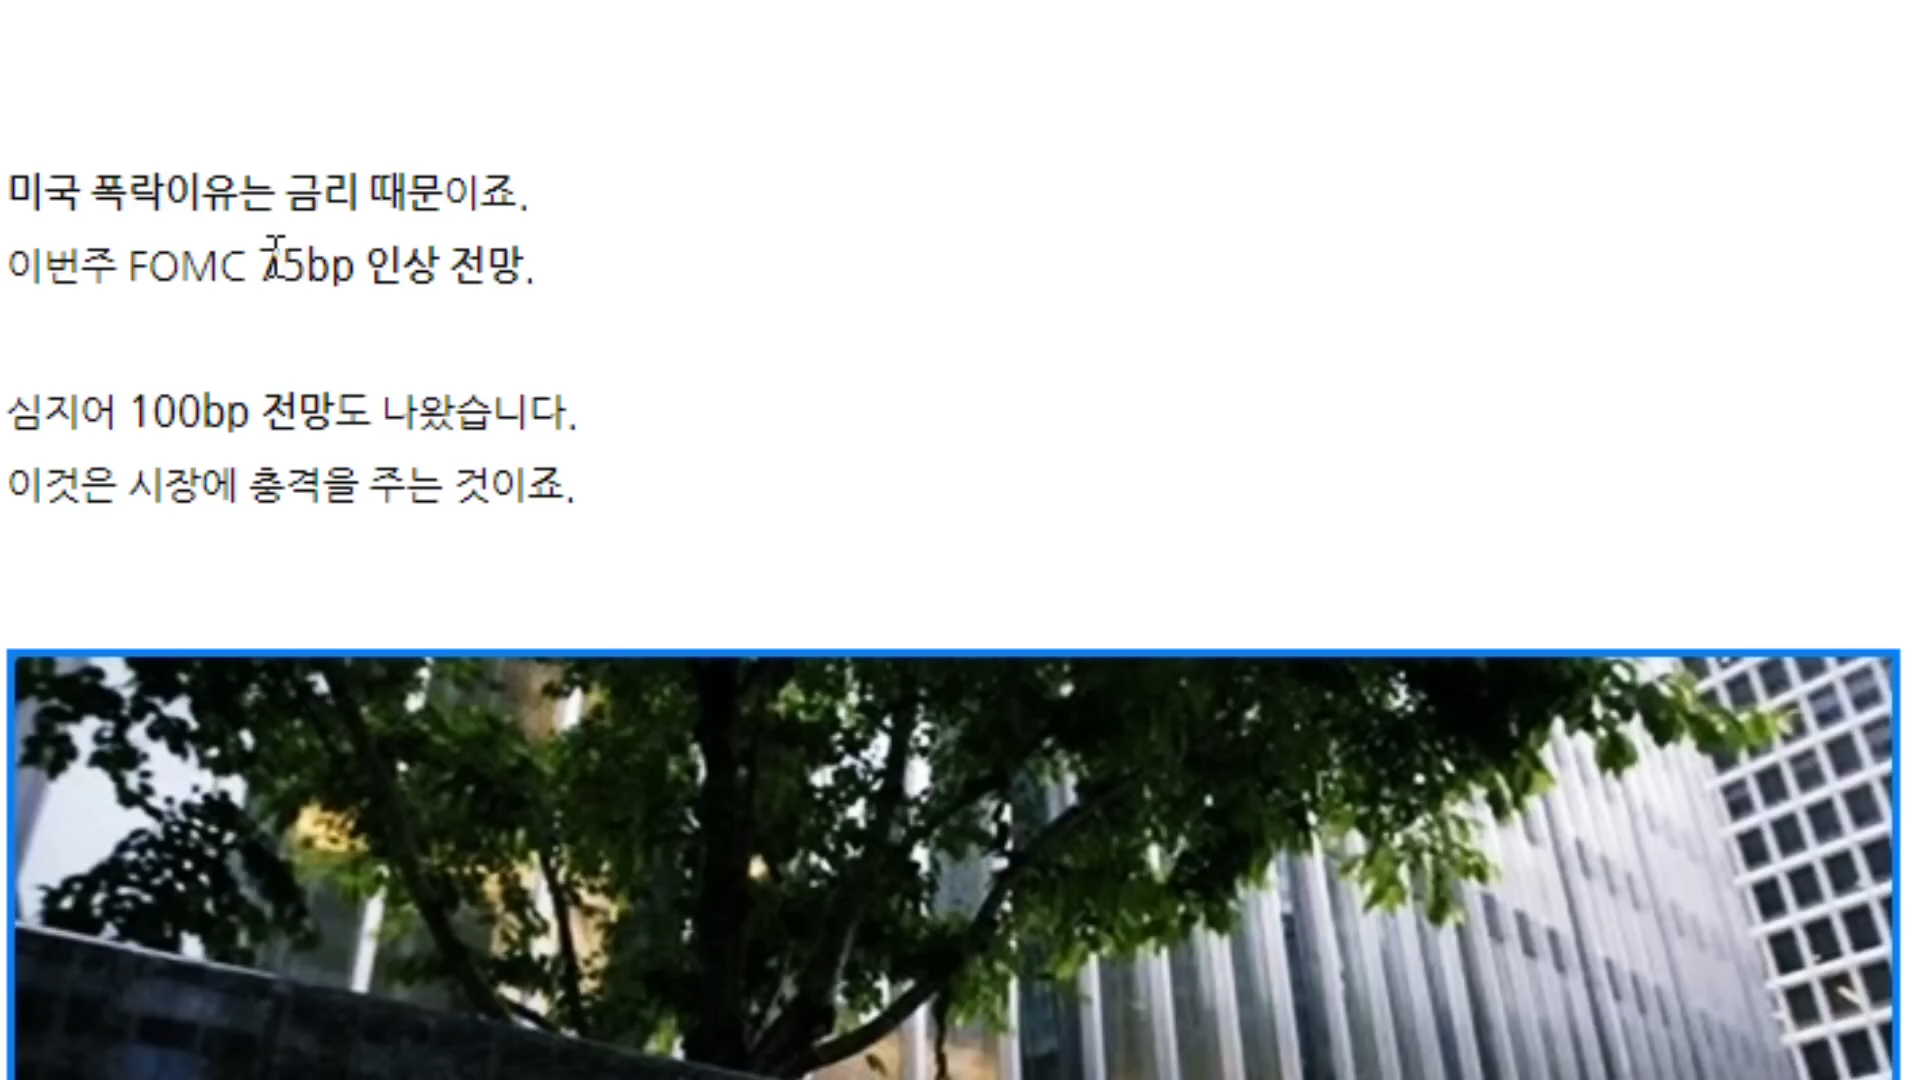 미국 폭락이유는 금리 때문이죠.
이번주 FOMC 75bp 인상 전망.
심지어 100bp 전망도 나왔습니다.
이것은 시장에 충격을 주는 것이죠.